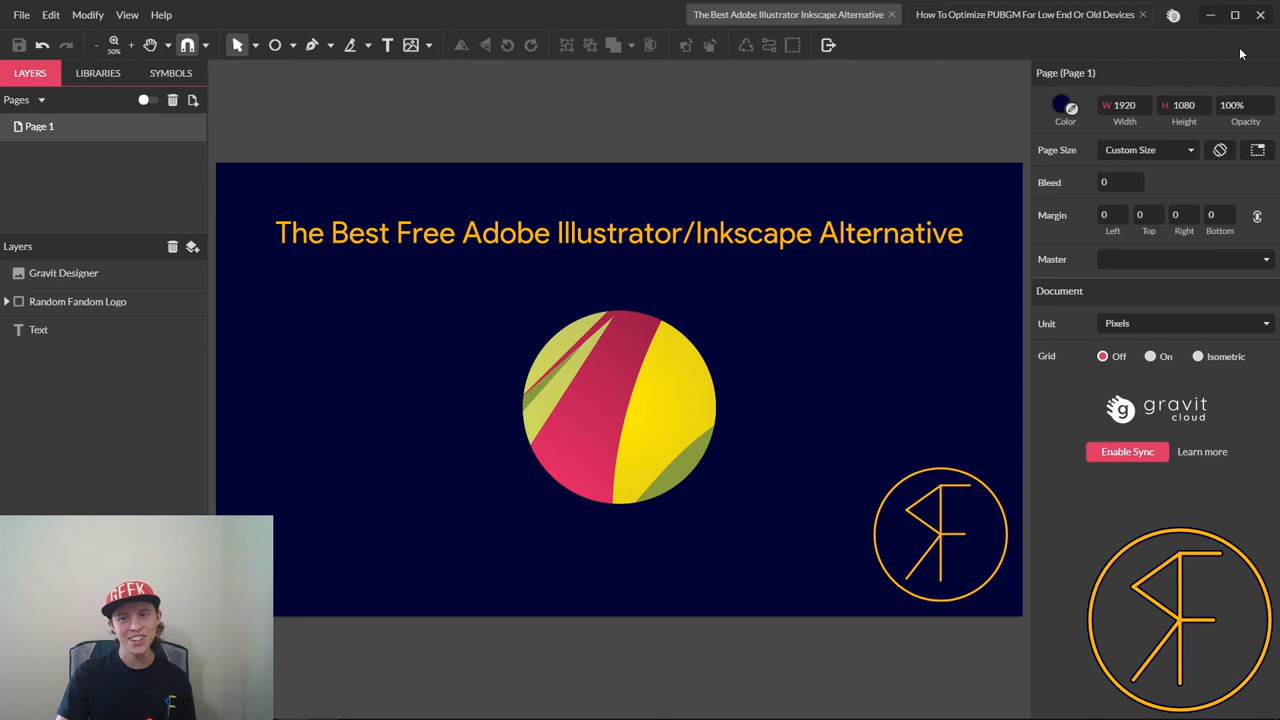 File Edit Modify View Help
The Best Adobe Illustrator Inkscape Alternative
How To Optimize PUBGM For Low End Or Old Devices
- 50% +
LAYERS LIBRARIES SYMBOLS
Pages
Page 1
Layers
Gravit Designer
Random Fandom Logo
Text
The Best Free Adobe Illustrator/Inkscape Alternative
GEEK
Page (Page 1)
W 1920 H 1080 100%
Color Width Height Opacity
Page Size Custom Size
Bleed 0
Margin 0 0 0 0
Left Top Right Bottom
Master
Document
Unit Pixels
Grid Off On Isometric
g gravit
cloud
Enable Sync Learn more